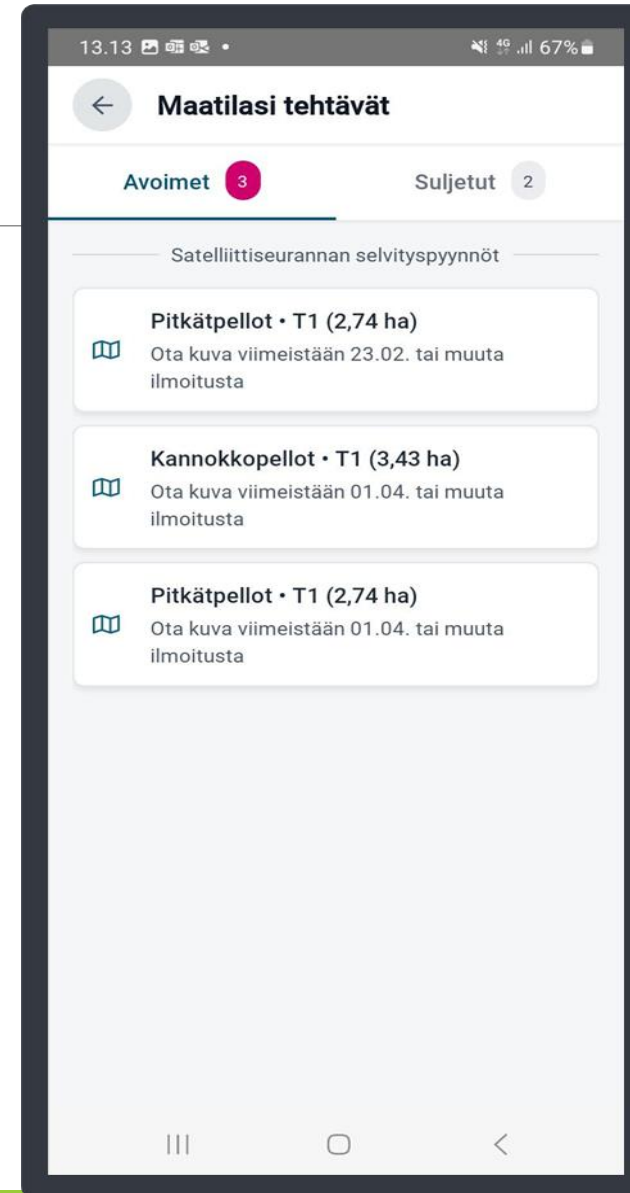 13.13 4G 67%
Maatilasi tehtävät
Avoimet 3 Suljetut 2
Satelliittiseurannan selvityspyynnöt
Pitkätpellot • T1 (2,74 ha)
Ota kuva viimeistään 23.02. tai muuta
ilmoitusta
Kannokkopellot • T1 (3,43 ha)
Ota kuva viimeistään 01.04. tai muuta
ilmoitusta
Pitkätpellot • T1 (2,74 ha)
Ota kuva viimeistään 01.04. tai muuta
ilmoitusta